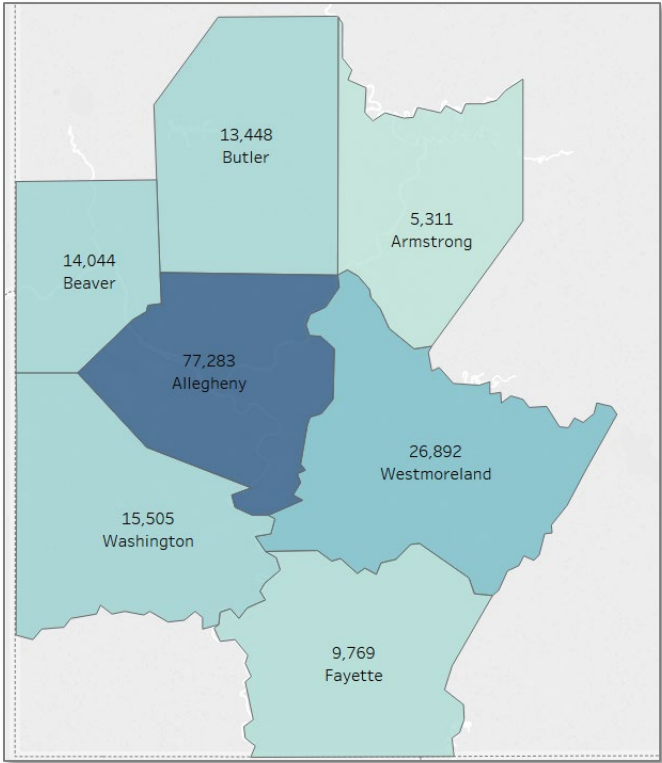 13,448
Butler
5,311
Armstrong
14,044
Beaver
77,283
Allegheny
26,892
Westmoreland
15,505
Washington
9,769
Fayette